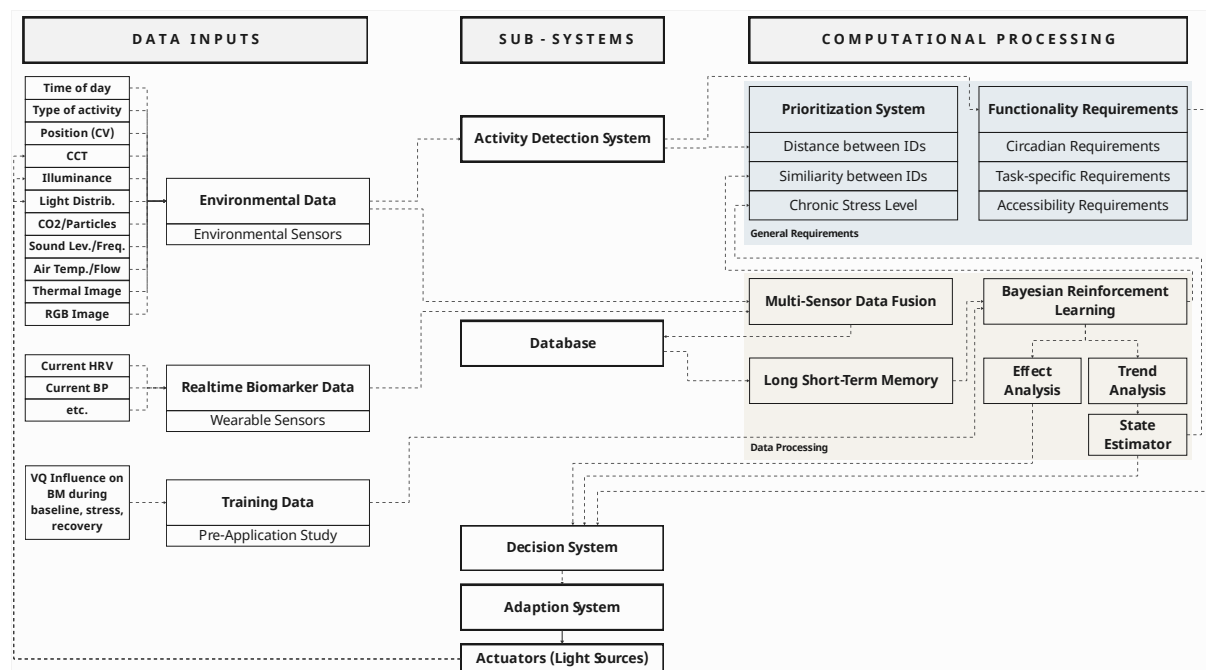 DATA INPUTS
SUB-SYSTEMS
COMPUTATIONAL PROCESSING
Time of day
Type of activity
Position (CV)
CCT
Illuminance
Light Distrib.
CO2/Particles
Sound Lev./Freq.
Air Temp./Flow
Thermal Image
RGB Image
Environmental Data
Environmental Sensors
Current HRV
Current BP
etc.
Realtime Biomarker Data
Wearable Sensors
VQ Influence on
BM during
baseline, stress,
recovery
Training Data
Pre-Application Study
Activity Detection System
Database
Decision System
Adaption System
Actuators (Light Sources)
Prioritization System
Distance between IDs
Similiarity between IDs
Chronic Stress Level
General Requirements
Functionality Requirements
Circadian Requirements
Task-specific Requirements
Accessibility Requirements
Multi-Sensor Data Fusion
Long Short-Term Memory
Data Processing
Bayesian Reinforcement
Learning
Effect
Analysis
Trend
Analysis
State
Estimator